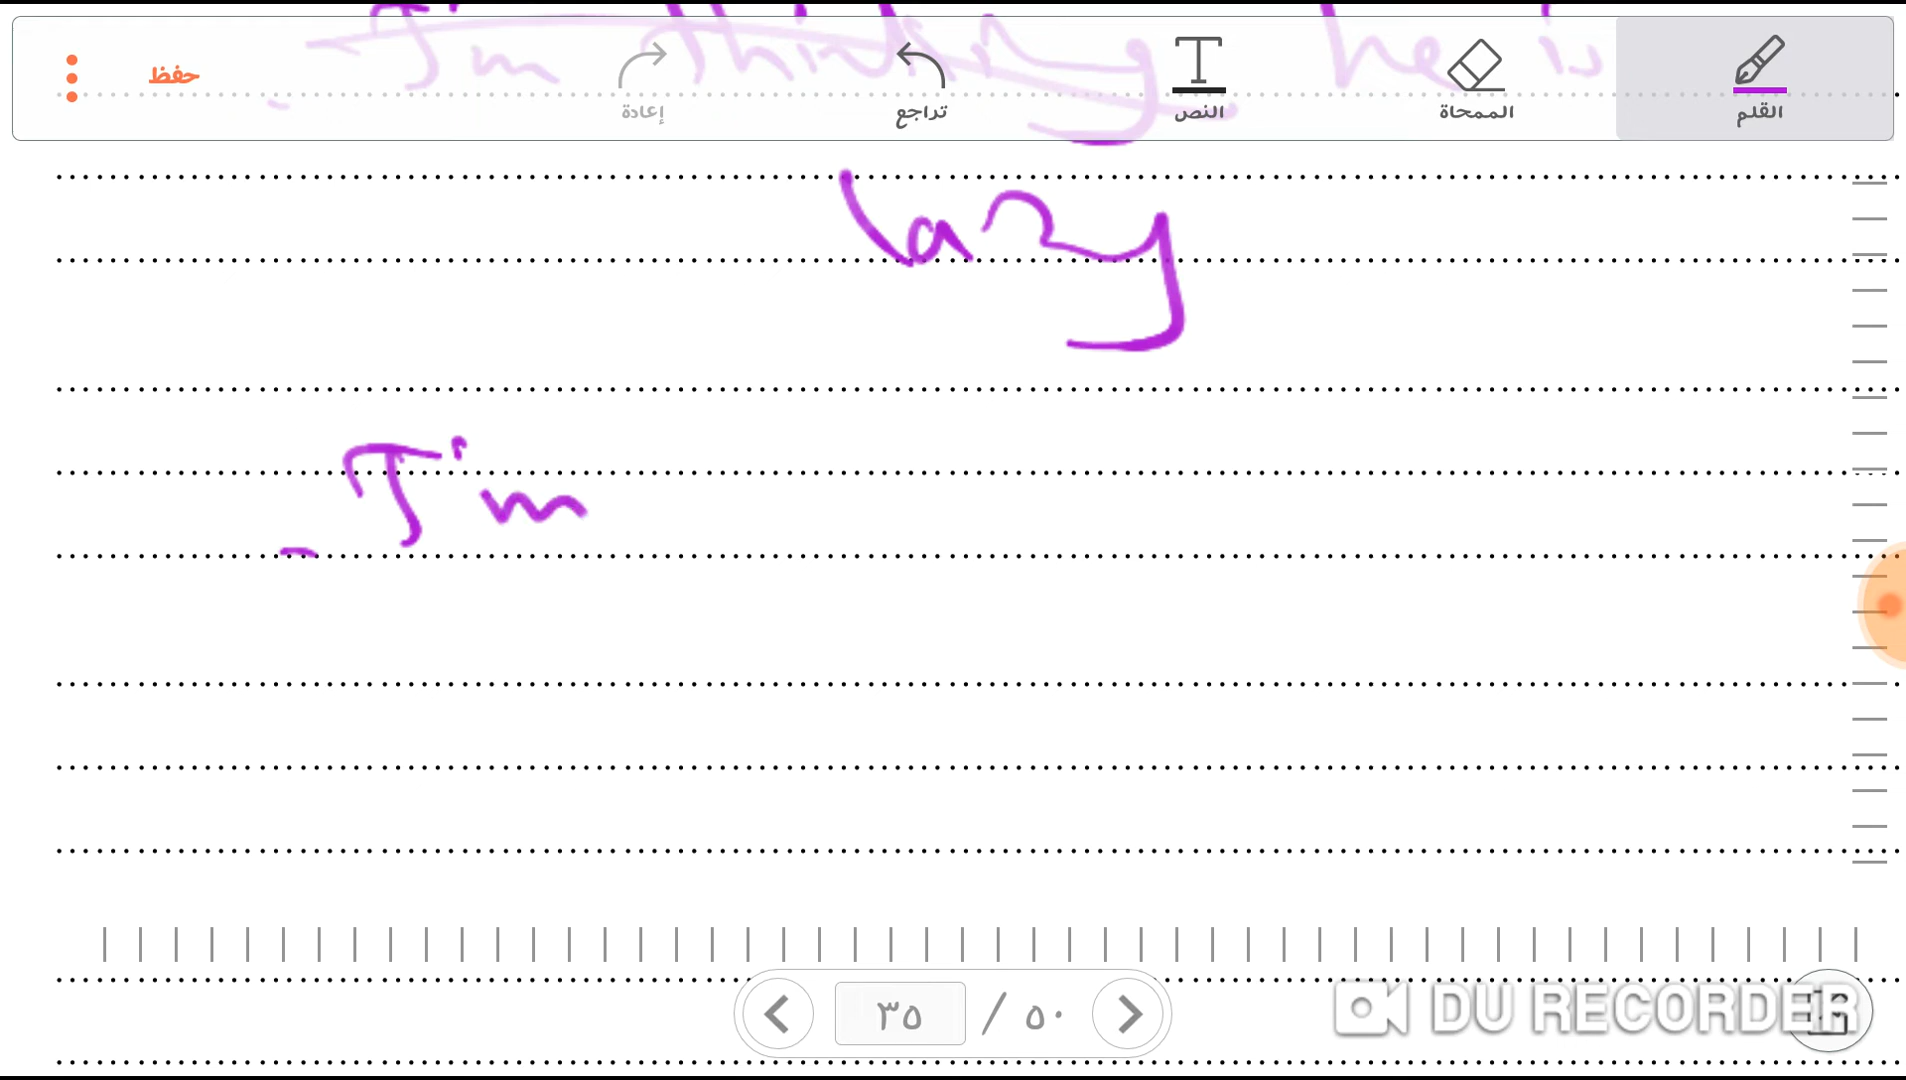 I'm thinking he is
حفظ إعادة تراجع النص الممحاة القلم
lazy
- I'm
٣٥ / ٥٠
DU RECORDER